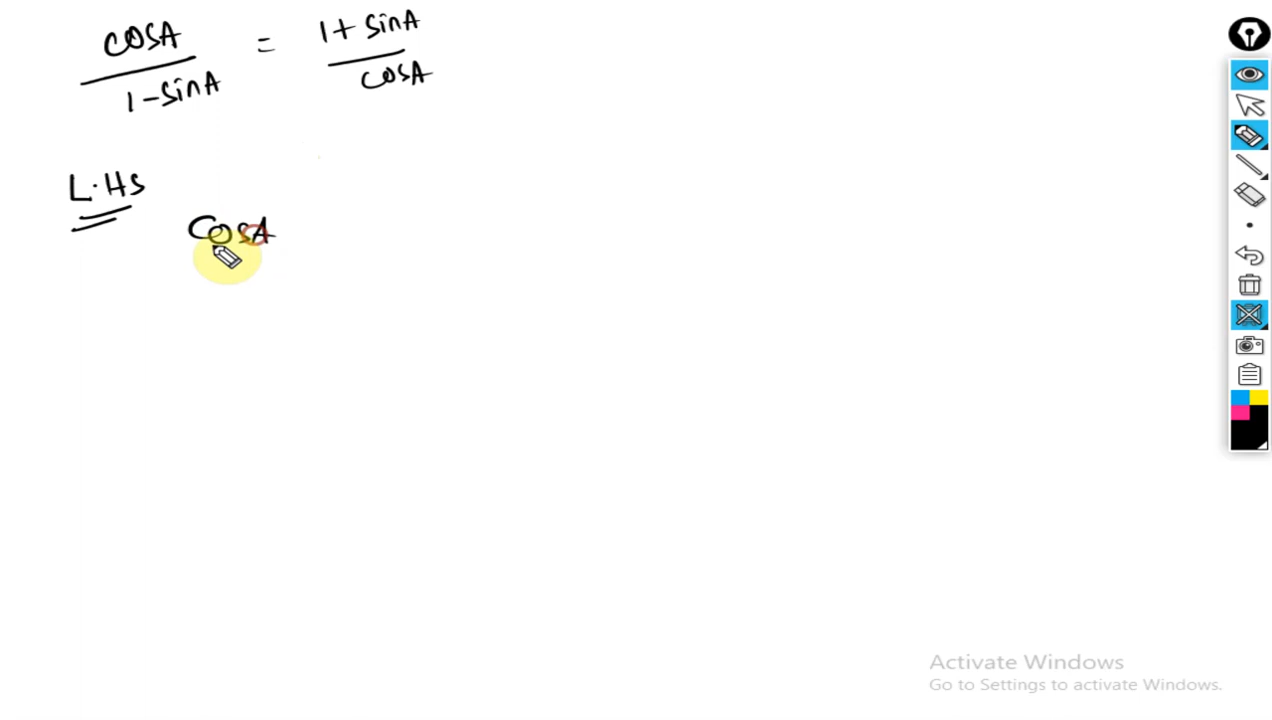 cosA / 1-sinA = 1+sinA / cosA
L.HS
CosA
Activate Windows
Go to Settings to activate Windows.